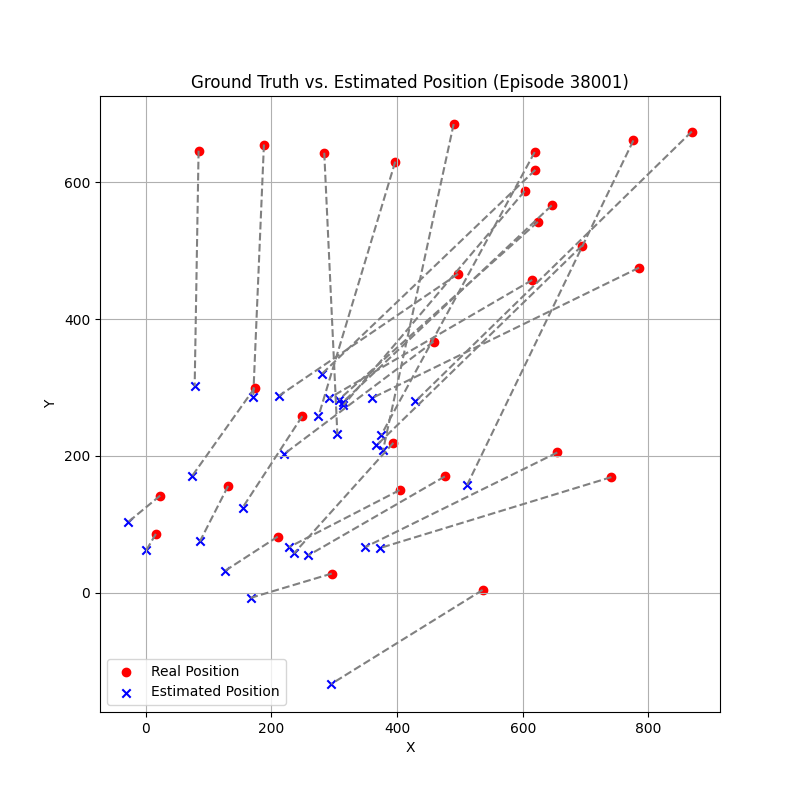 Ground Truth vs. Estimated Position (Episode 38001)
600
400
200
0
Y
Real Position
Estimated Position
0 200 400 600 800
X